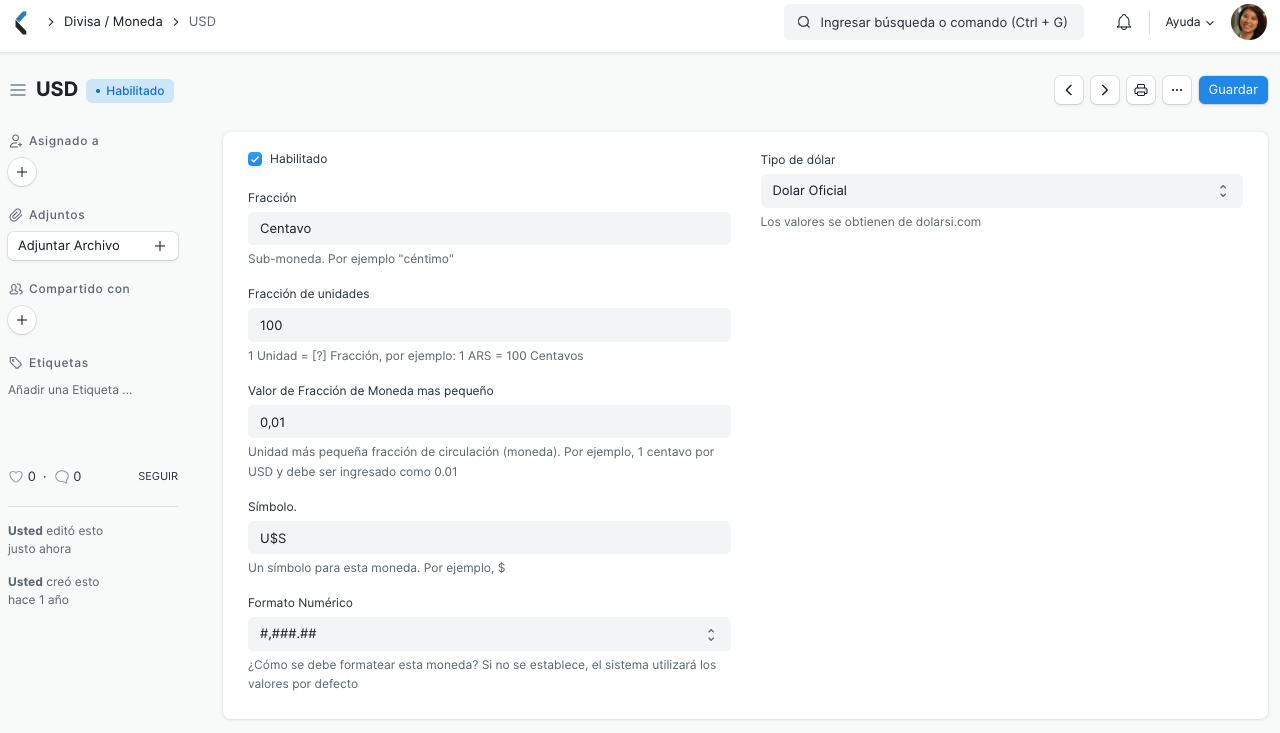 Divisa / Moneda
USD
Ingresar búsqueda o comando (Ctrl + G)
Ayuda
USD
Habilitado
Guardar
Asignado a
Adjuntos
Adjuntar Archivo
Compartido con
Etiquetas
Añadir una Etiqueta ...
0 · 0
SEGUIR
Usted editó esto
justo ahora
Usted creó esto
hace 1 año
Habilitado
Fracción
Centavo
Sub-moneda. Por ejemplo "céntimo"
Fracción de unidades
100
1 Unidad = [?] Fracción, por ejemplo: 1 ARS = 100 Centavos
Valor de Fracción de Moneda mas pequeño
0,01
Unidad más pequeña fracción de circulación (moneda). Por ejemplo, 1 centavo por
USD y debe ser ingresado como 0.01
Símbolo.
U$S
Un símbolo para esta moneda. Por ejemplo, $
Formato Numérico
#,###.##
¿Cómo se debe formatear esta moneda? Si no se establece, el sistema utilizará los
valores por defecto
Tipo de dólar
Dolar Oficial
Los valores se obtienen de dolarsi.com